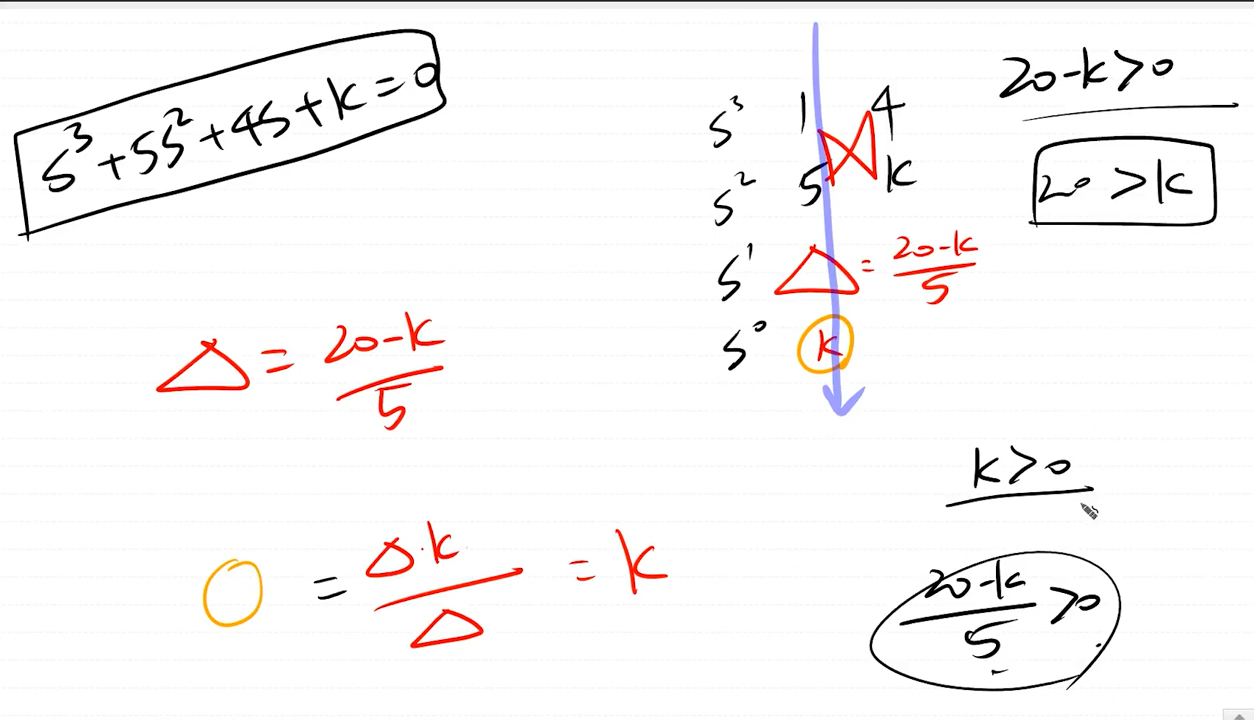 s³+5s²+4s+k=0
s³ 1 4
s² 5 k
s¹ △ = (20-k)/5
s⁰ k
20-k>0
20 >k
△ = (20-k)/5
○ = (△·k)/△ = k
k>0
(20-k)/5 >0